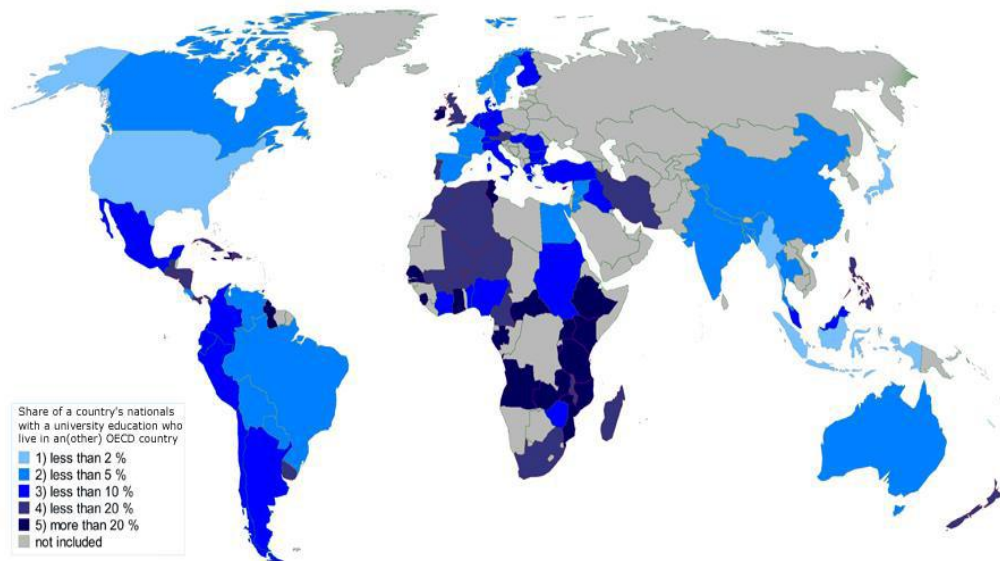 Share of a country's nationals
with a university education who
live in an(other) OECD country
1) less than 2 %
2) less than 5 %
3) less than 10 %
4) less than 20 %
5) more than 20 %
not included